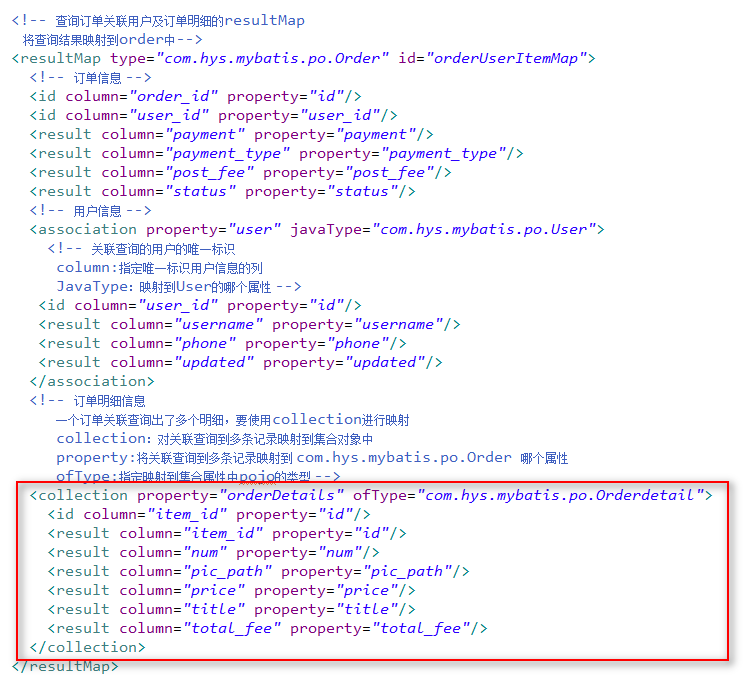 <!-- 查询订单关联用户及订单明细的resultMap
将查询结果映射到order中-->
<resultMap type="com.hys.mybatis.po.Order" id="orderUserItemMap">
<!-- 订单信息 -->
<id column="order_id" property="id"/>
<id column="user_id" property="user_id"/>
<result column="payment" property="payment"/>
<result column="payment_type" property="payment_type"/>
<result column="post_fee" property="post_fee"/>
<result column="status" property="status"/>
<!-- 用户信息 -->
<association property="user" javaType="com.hys.mybatis.po.User">
<!-- 关联查询的用户的唯一标识
column:指定唯一标识用户信息的列
JavaType：映射到User的哪个属性 -->
<id column="user_id" property="id"/>
<result column="username" property="username"/>
<result column="phone" property="phone"/>
<result column="updated" property="updated"/>
</association>
<!-- 订单明细信息
一个订单关联查询出了多个明细，要使用collection进行映射
collection：对关联查询到多条记录映射到集合对象中
property:将关联查询到多条记录映射到 com.hys.mybatis.po.Order 哪个属性
ofType:指定映射到集合属性中pojo的类型 -->
<collection property="orderDetails" ofType="com.hys.mybatis.po.Orderdetail">
<id column="item_id" property="id"/>
<result column="item_id" property="id"/>
<result column="num" property="num"/>
<result column="pic_path" property="pic_path"/>
<result column="price" property="price"/>
<result column="title" property="title"/>
<result column="total_fee" property="total_fee"/>
</collection>
</resultMap>